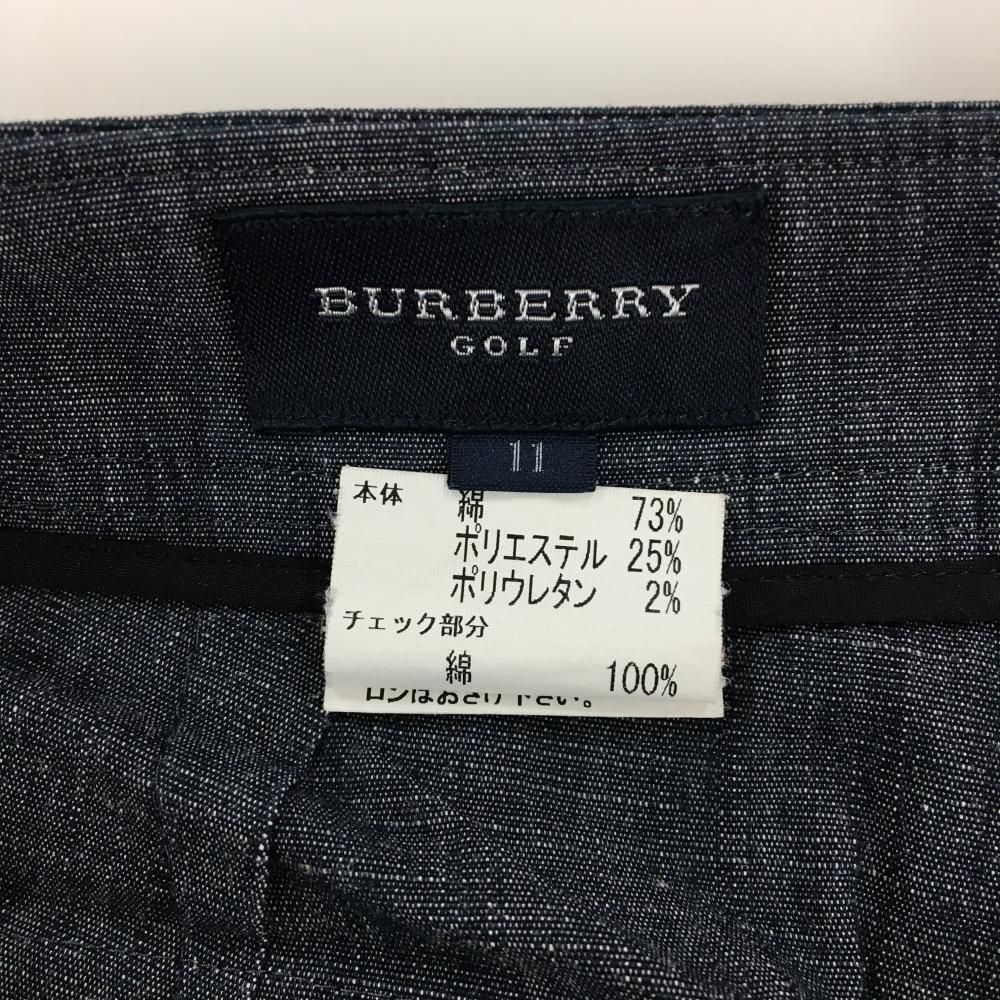 BURBERRY
GOLF
11
本体 綿 73%
ポリエステル 25%
ポリウレタン 2%
チェック部分
綿 100%